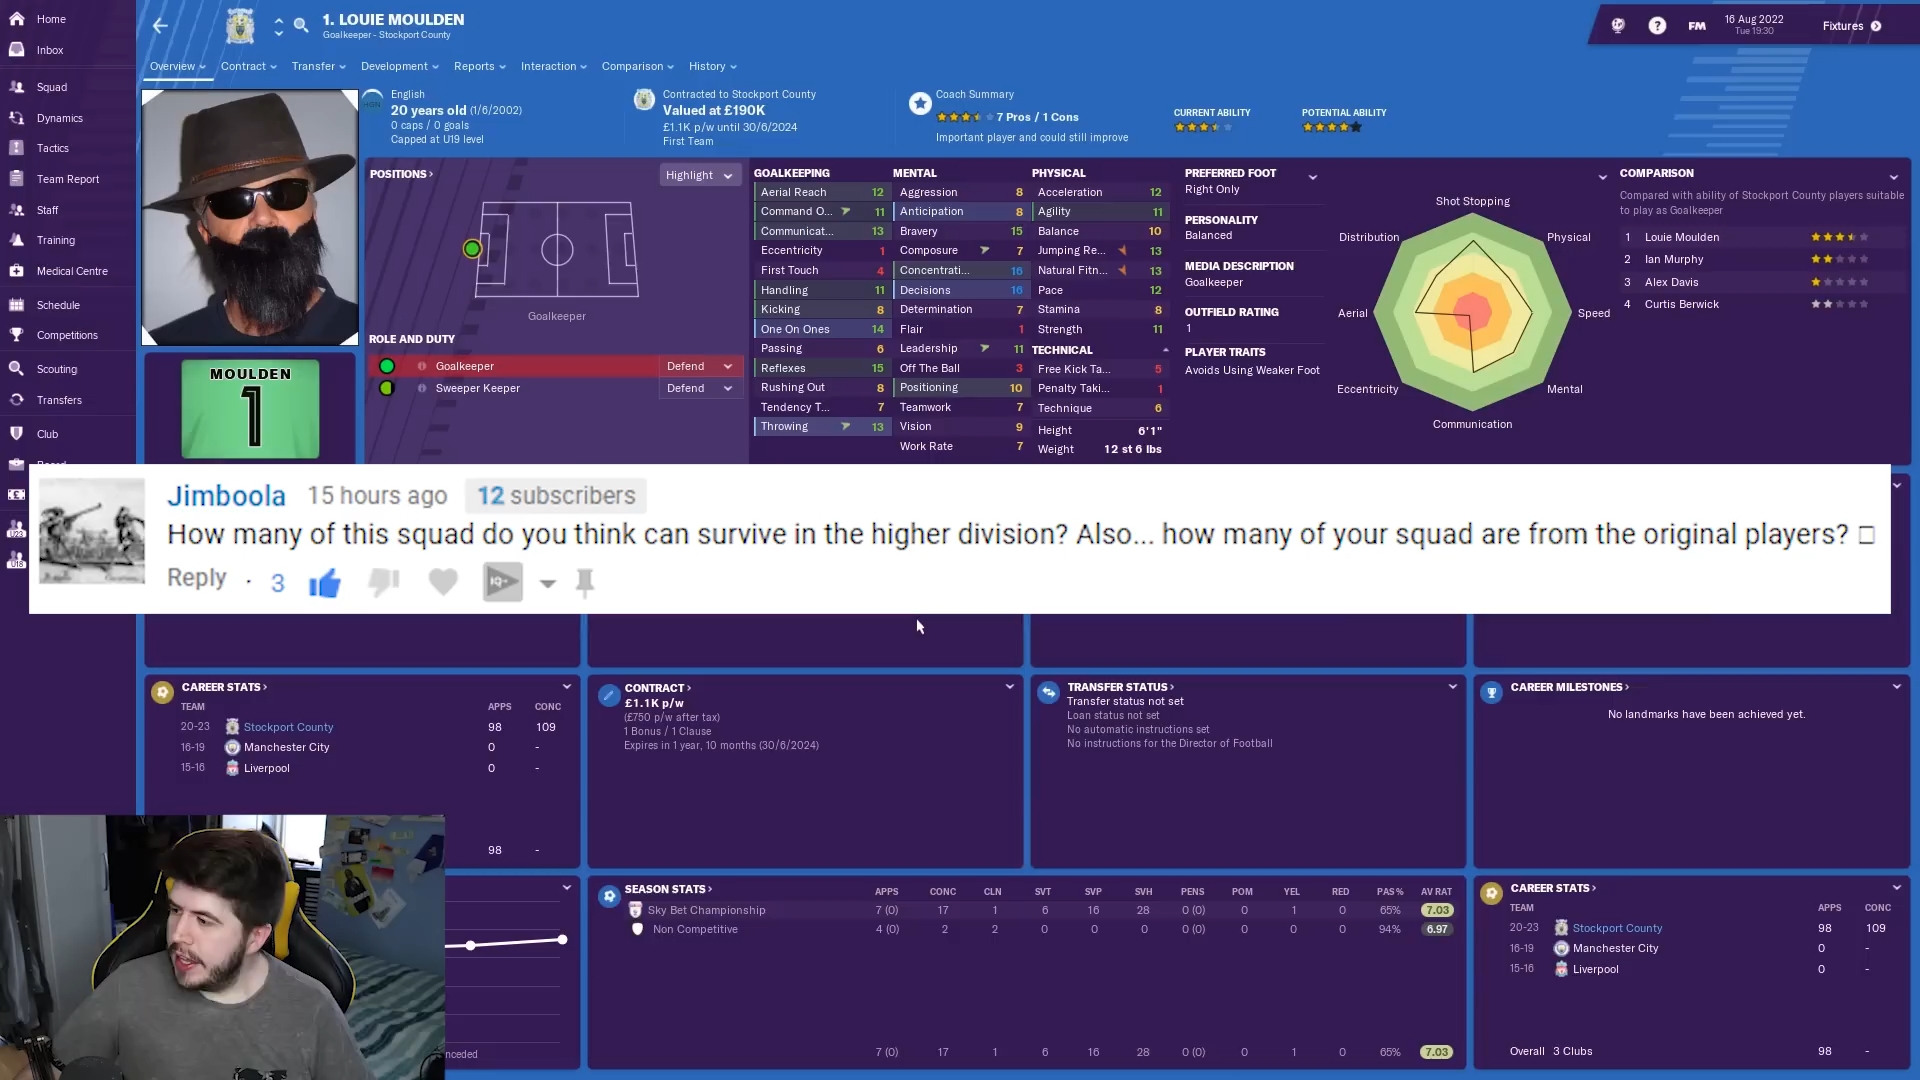 Home
Inbox
Squad
Dynamics
Tactics
Team Report
Staff
Training
Medical Centre
Schedule
Competitions
Scouting
Transfers
Club
1. LOUIE MOULDEN
Goalkeeper - Stockport County
FM
16 Aug 2022
Tue 19:30
Fixtures
Overview
Contract
Transfer
Development
Reports
Interaction
Comparison
History
English
20 years old (1/6/2002)
0 caps / 0 goals
Capped at U19 level
Contracted to Stockport County
Valued at £190K
£1.1K p/w until 30/6/2024
First Team
Coach Summary
7 Pros / 1 Cons
Important player and could still improve
CURRENT ABILITY
POTENTIAL ABILITY
POSITIONS
Highlight
Goalkeeper
ROLE AND DUTY
Goalkeeper Defend
Sweeper Keeper Defend
MOULDEN
1
GOALKEEPING
Aerial Reach 12
Command O... 11
Communicat... 13
Eccentricity 1
First Touch 4
Handling 11
Kicking 8
One On Ones 14
Passing 6
Reflexes 15
Rushing Out 8
Tendency T... 7
Throwing 13
MENTAL
Aggression 8
Anticipation 8
Bravery 15
Composure 7
Concentrati... 16
Decisions 16
Determination 7
Flair 1
Leadership 11
Off The Ball 3
Positioning 10
Teamwork 7
Vision 9
Work Rate 7
PHYSICAL
Acceleration 12
Agility 11
Balance 10
Jumping Re... 13
Natural Fitn... 13
Pace 12
Stamina 8
Strength 11
TECHNICAL
Free Kick Ta... 5
Penalty Taki... 1
Technique 6
Height 6'1"
Weight 12 st 6 lbs
PREFERRED FOOT
Right Only
PERSONALITY
Balanced
MEDIA DESCRIPTION
Goalkeeper
OUTFIELD RATING
1
PLAYER TRAITS
Avoids Using Weaker Foot
Shot Stopping
Physical
Speed
Mental
Communication
Eccentricity
Aerial
Distribution
COMPARISON
Compared with ability of Stockport County players suitable
to play as Goalkeeper
1 Louie Moulden
2 Ian Murphy
3 Alex Davis
4 Curtis Berwick
Jimboola 15 hours ago 12 subscribers
How many of this squad do you think can survive in the higher division? Also... how many of your squad are from the original players?
Reply · 3
CAREER STATS
TEAM APPS CONC
20-23 Stockport County 98 109
16-19 Manchester City 0 -
15-16 Liverpool 0 -
98 -
CONTRACT
£1.1K p/w
(£750 p/w after tax)
1 Bonus / 1 Clause
Expires in 1 year, 10 months (30/6/2024)
TRANSFER STATUS
Transfer status not set
Loan status not set
No automatic instructions set
No instructions for the Director of Football
CAREER MILESTONES
No landmarks have been achieved yet.
SEASON STATS
APPS CONC CLN SVT SVP SVH PENS POM YEL RED PAS% AV RAT
Sky Bet Championship 7 (0) 17 1 6 16 28 0 (0) 0 1 0 65% 7.03
Non Competitive 4 (0) 2 2 0 0 0 0 (0) 0 0 0 94% 6.97
7 (0) 17 1 6 16 28 0 (0) 0 1 0 65% 7.03
CAREER STATS
TEAM APPS CONC
20-23 Stockport County 98 109
16-19 Manchester City 0 -
15-16 Liverpool 0 -
Overall 3 Clubs 98 -